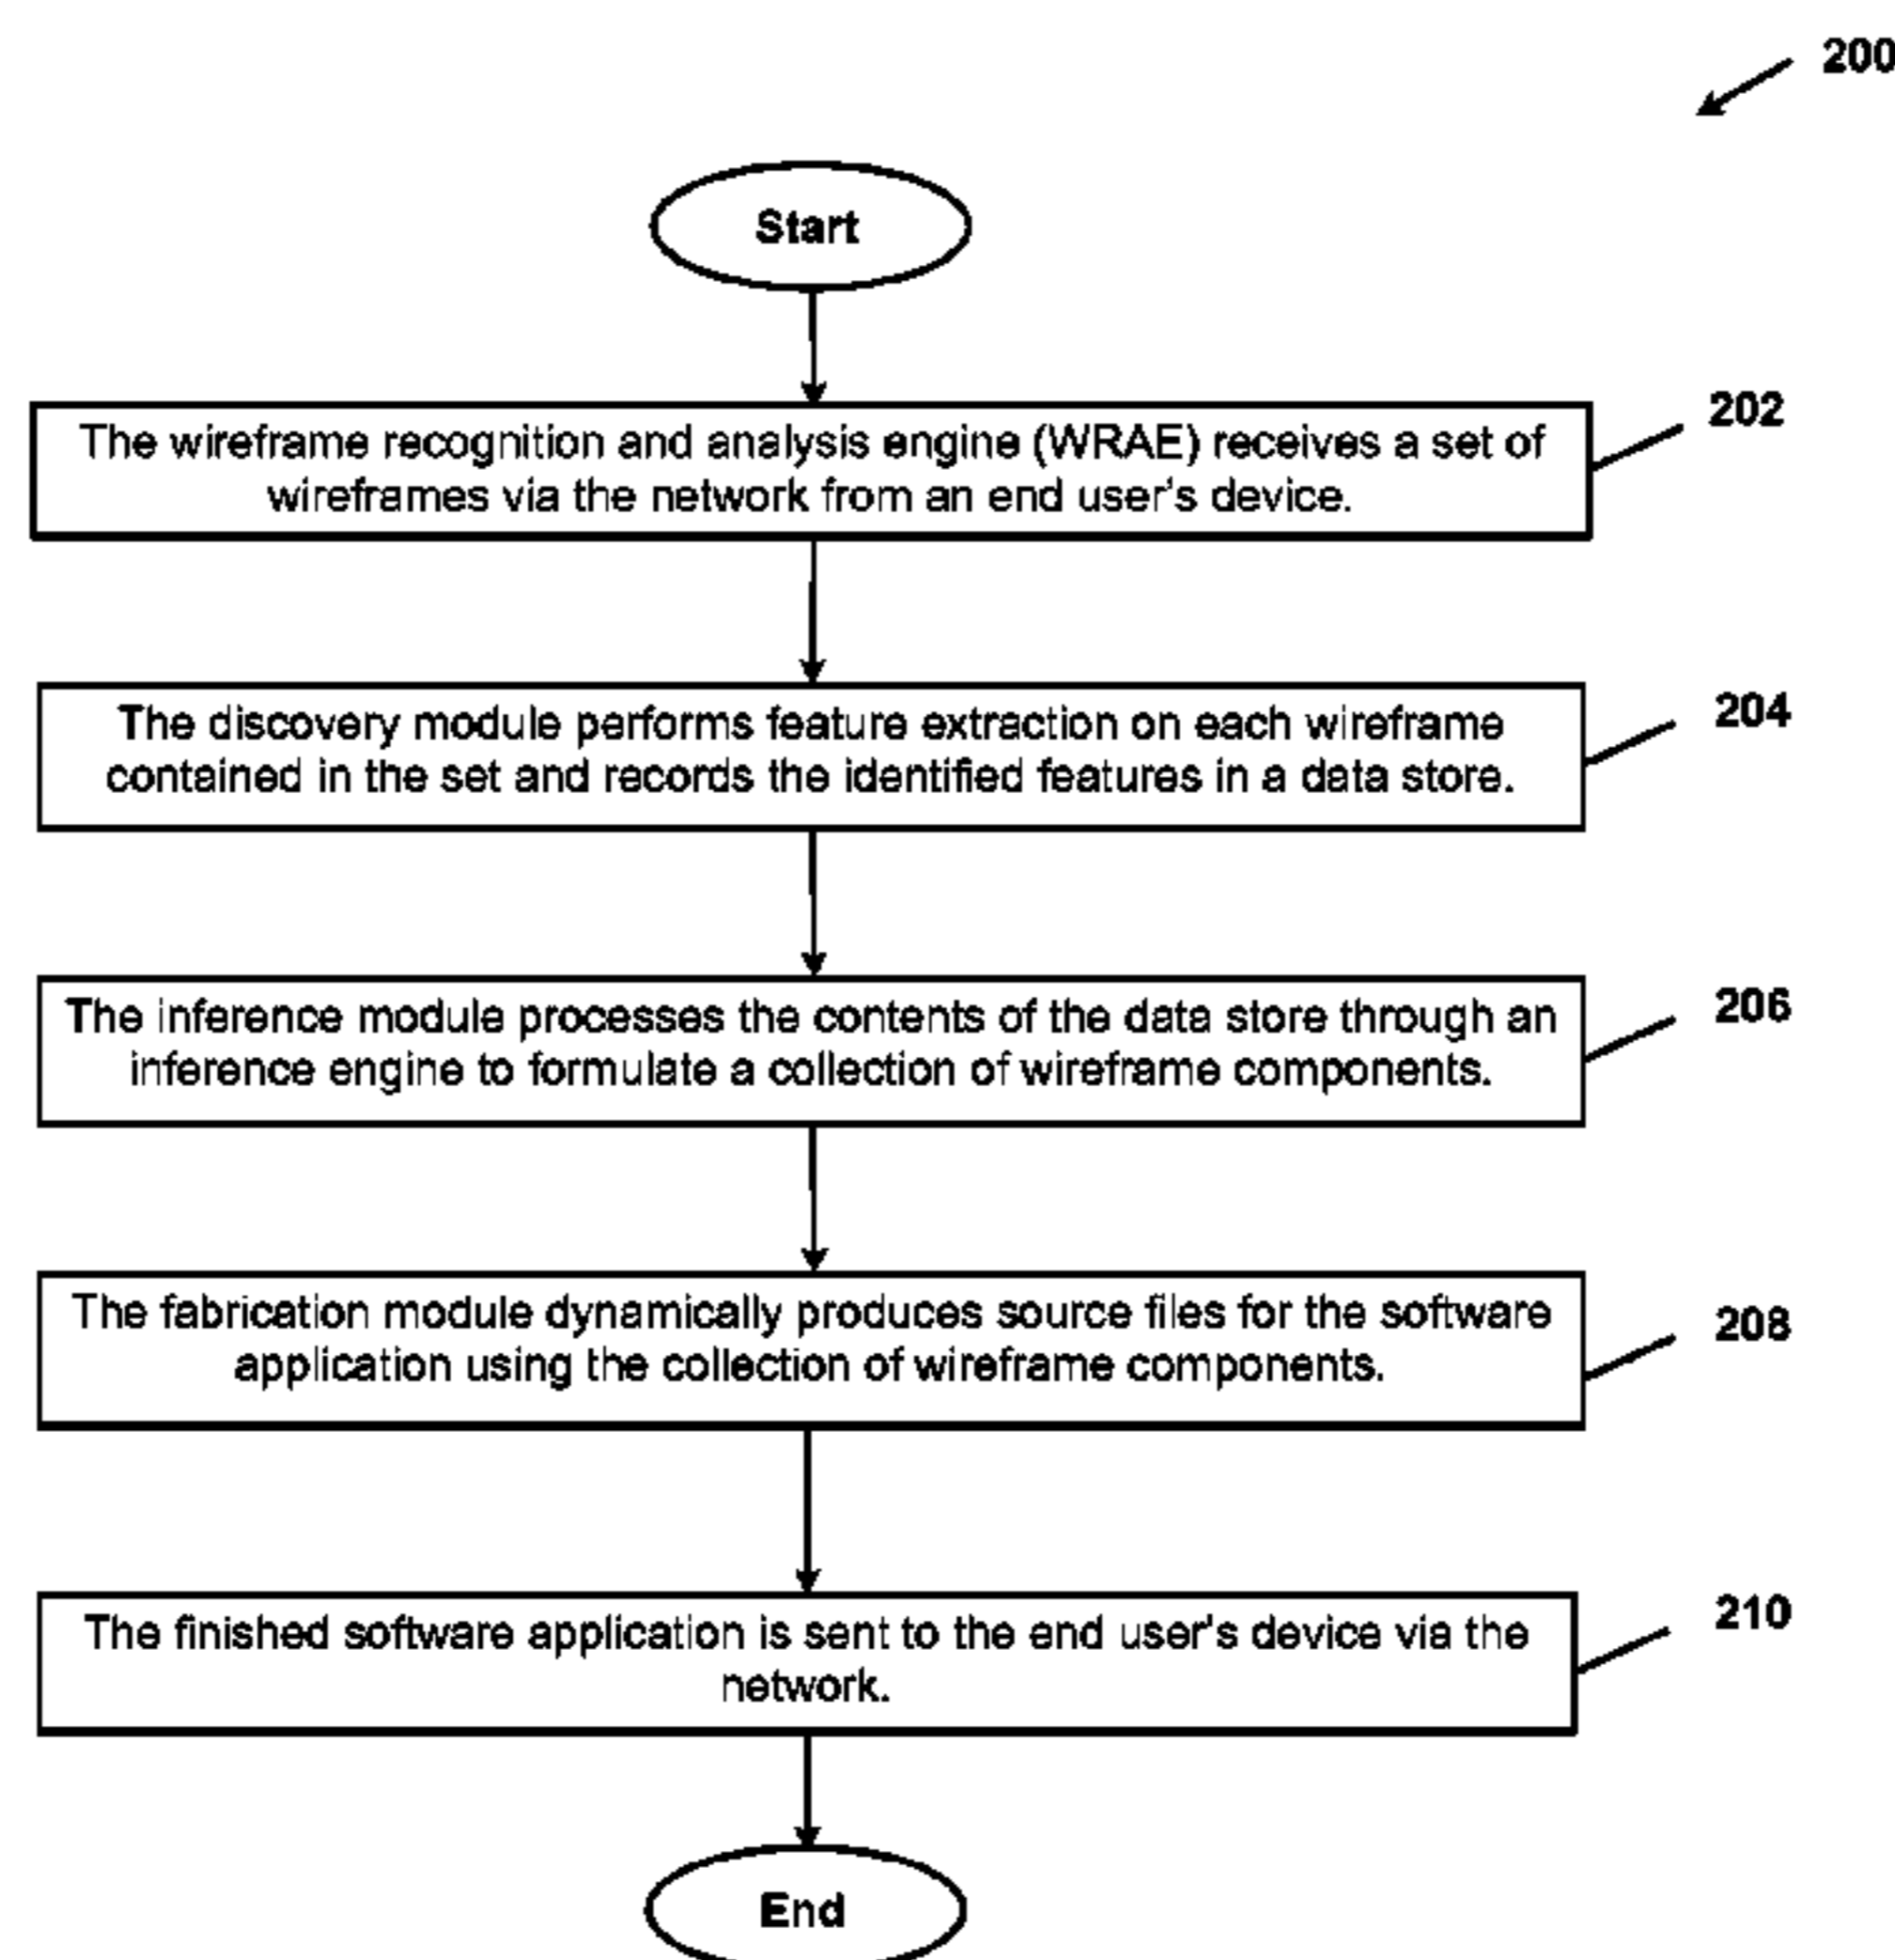 200
Start
202
The wireframe recognition and analysis engine (WRAE) receives a set of
wireframes via the network from an end user's device.
204
The discovery module performs feature extraction on each wireframe
contained in the set and records the identified features in a data store.
206
The inference module processes the contents of the data store through an
inference engine to formulate a collection of wireframe components.
208
The fabrication module dynamically produces source files for the software
application using the collection of wireframe components.
210
The finished software application is sent to the end user's device via the
network.
End